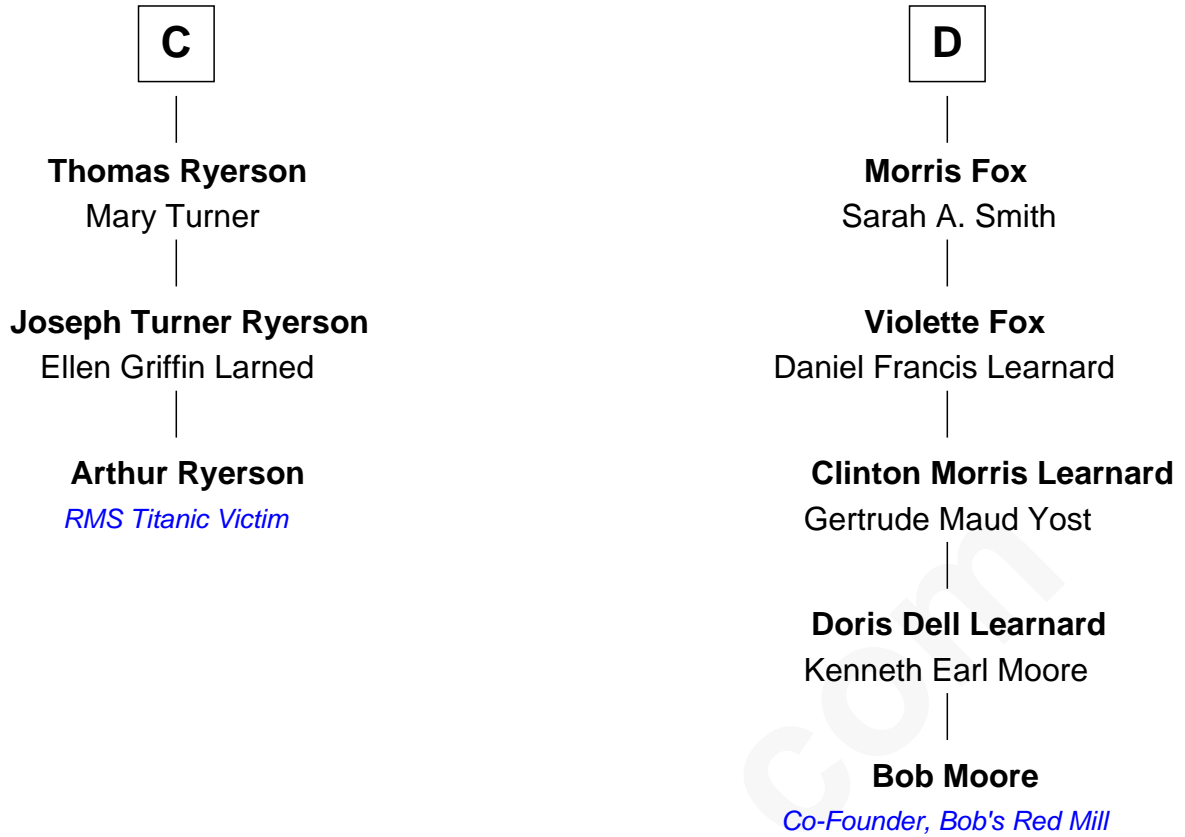 C
Thomas Ryerson
Mary Turner
Joseph Turner Ryerson
Ellen Griffin Larned
Arthur Ryerson
RMS Titanic Victim
D
Morris Fox
Sarah A. Smith
Violette Fox
Daniel Francis Learnard
Clinton Morris Learnard
Gertrude Maud Yost
Doris Dell Learnard
Kenneth Earl Moore
Bob Moore
Co-Founder, Bob's Red Mill
com